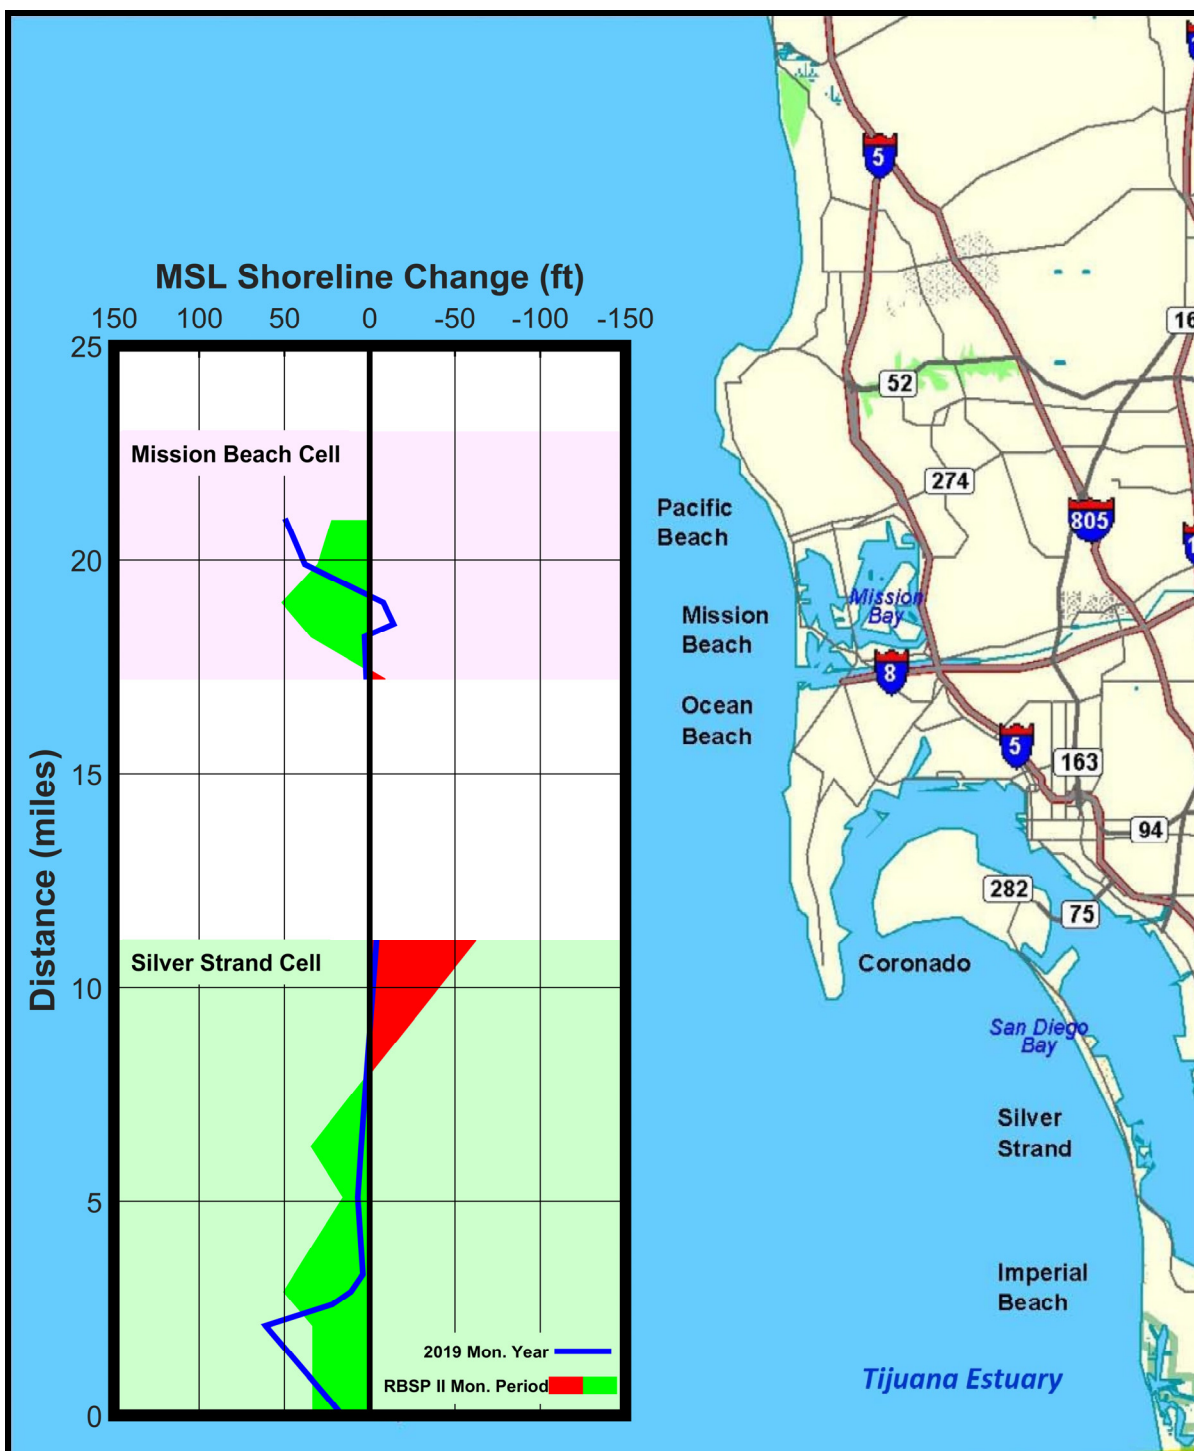 MSL Shoreline Change (ft)
150 100 50 0 -50 -100 -150
25
20
15
10
5
0
Distance (miles)
Mission Beach Cell
Silver Strand Cell
2019 Mon. Year
RBSP II Mon. Period
5
52
274
805
163
8
5
94
282
75
Pacific
Beach
Mission
Bay
Mission
Beach
Ocean
Beach
Coronado
San Diego
Bay
Silver
Strand
Imperial
Beach
Tijuana Estuary